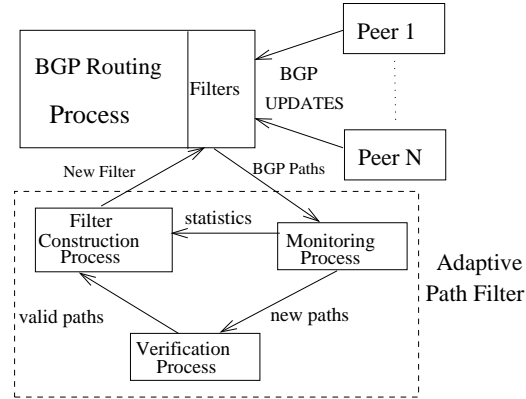 BGP Routing
Process
Filters
BGP
UPDATES
Peer 1
Peer N
New Filter
BGP Paths
Filter
Construction
Process
statistics
Monitoring
Process
Adaptive
Path Filter
valid paths
new paths
Verification
Process